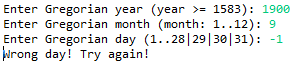 Enter Gregorian year (year >= 1583): 1900
Enter Gregorian month (month: 1..12): 9
Enter Gregorian day (1..28|29|30|31): -1
Wrong day! Try again!